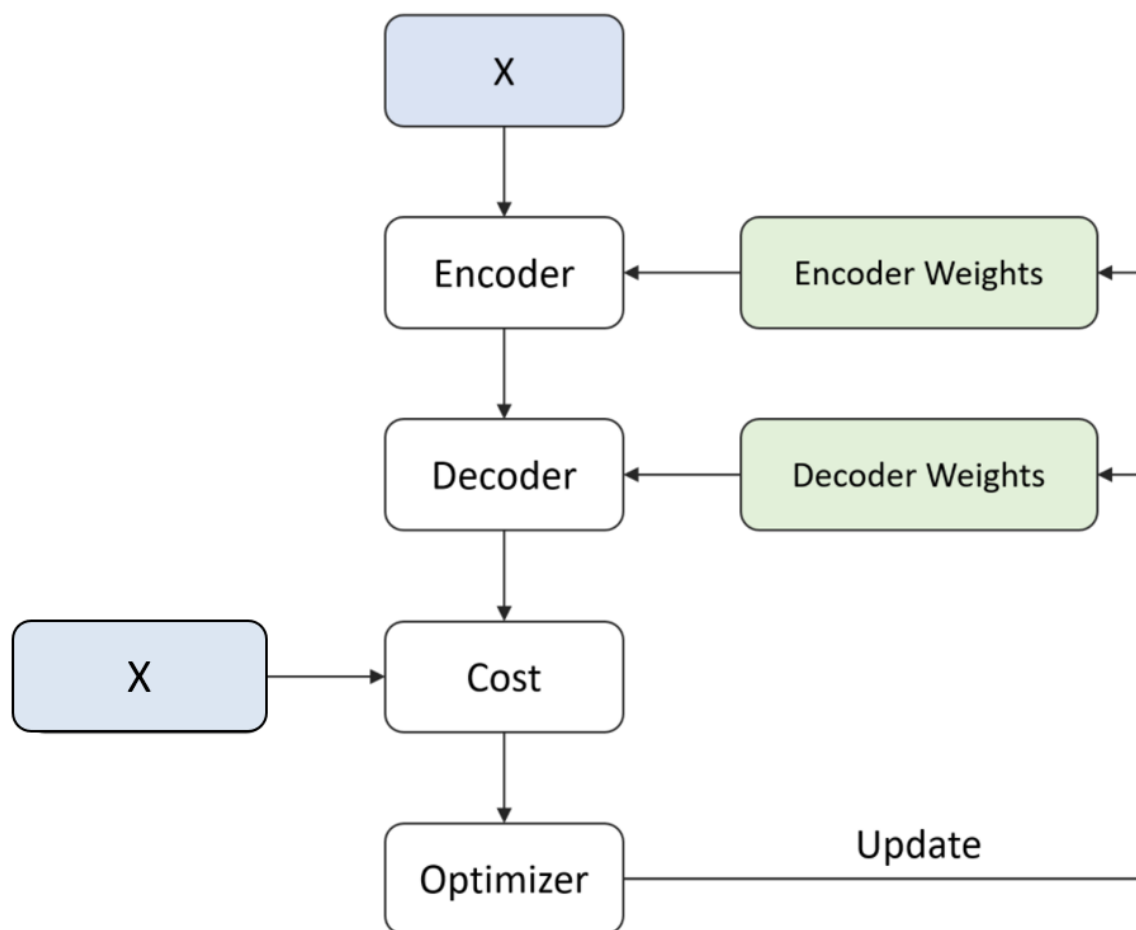 X
Encoder
Encoder Weights
Decoder
Decoder Weights
X
Cost
Optimizer
Update